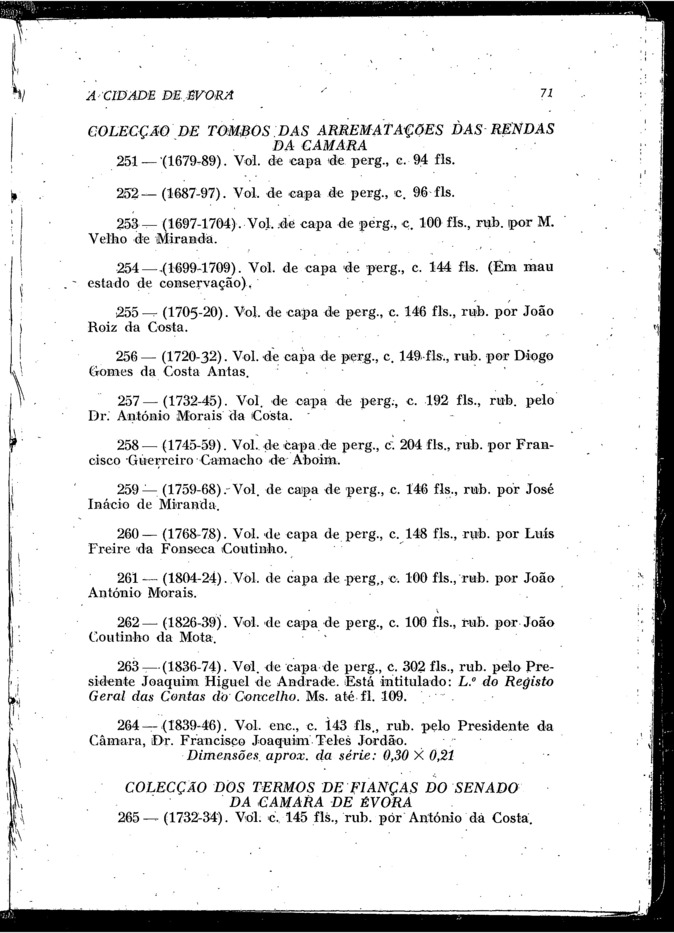 A CIDADE DE ÉVORA 71
COLECÇÃO DE TOMBOS DAS ARREMATAÇÕES DAS RENDAS
DA CAMARA
251 — (1679-89). Vol. de capa de perg., c. 94 fls.
252 — (1687-97). Vol. de capa de perg., c. 96 fls.
253 — (1697-1704). Vol. de capa de perg., c. 100 fls., rub. por M.
Velho de Miranda.
254 — (1699-1709). Vol. de capa de perg., c. 144 fls. (Em mau
estado de conservação).
255 — (1705-20). Vol. de capa de perg., c. 146 fls., rub. por João
Roiz da Costa.
256 — (1720-32). Vol. de capa de perg., c. 149 fls., rub. por Diogo
Gomes da Costa Antas.
257 — (1732-45). Vol. de capa de perg., c. 192 fls., rub. pelo
Dr. António Morais da Costa.
258 — (1745-59). Vol. de capa de perg., c. 204 fls., rub. por Fran-
cisco Guerreiro Camacho de Aboim.
259 — (1759-68). Vol. de capa de perg., c. 146 fls., rub. por José
Inácio de Miranda.
260 — (1768-78). Vol. de capa de perg., c. 148 fls., rub. por Luís
Freire da Fonseca Coutinho.
261 — (1804-24). Vol. de capa de perg., c. 100 fls., rub. por João
António Morais.
262 — (1826-39). Vol. de capa de perg., c. 100 fls., rub. por João
Coutinho da Mota.
263 — (1836-74). Vol. de capa de perg., c. 302 fls., rub. pelo Pre-
sidente Joaquim Higuel de Andrade. Está intitulado: L.º do Registo
Geral das Contas do Concelho. Ms. até fl. 109.
264 — (1839-46). Vol. enc., c. 143 fls., rub. pelo Presidente da
Câmara, Dr. Francisco Joaquim Teles Jordão.
Dimensões aprox. da série: 0,30 × 0,21
COLECÇÃO DOS TERMOS DE FIANÇAS DO SENADO
DA CAMARA DE ÉVORA
265 — (1732-34). Vol. c. 145 fls., rub. por António da Costa.